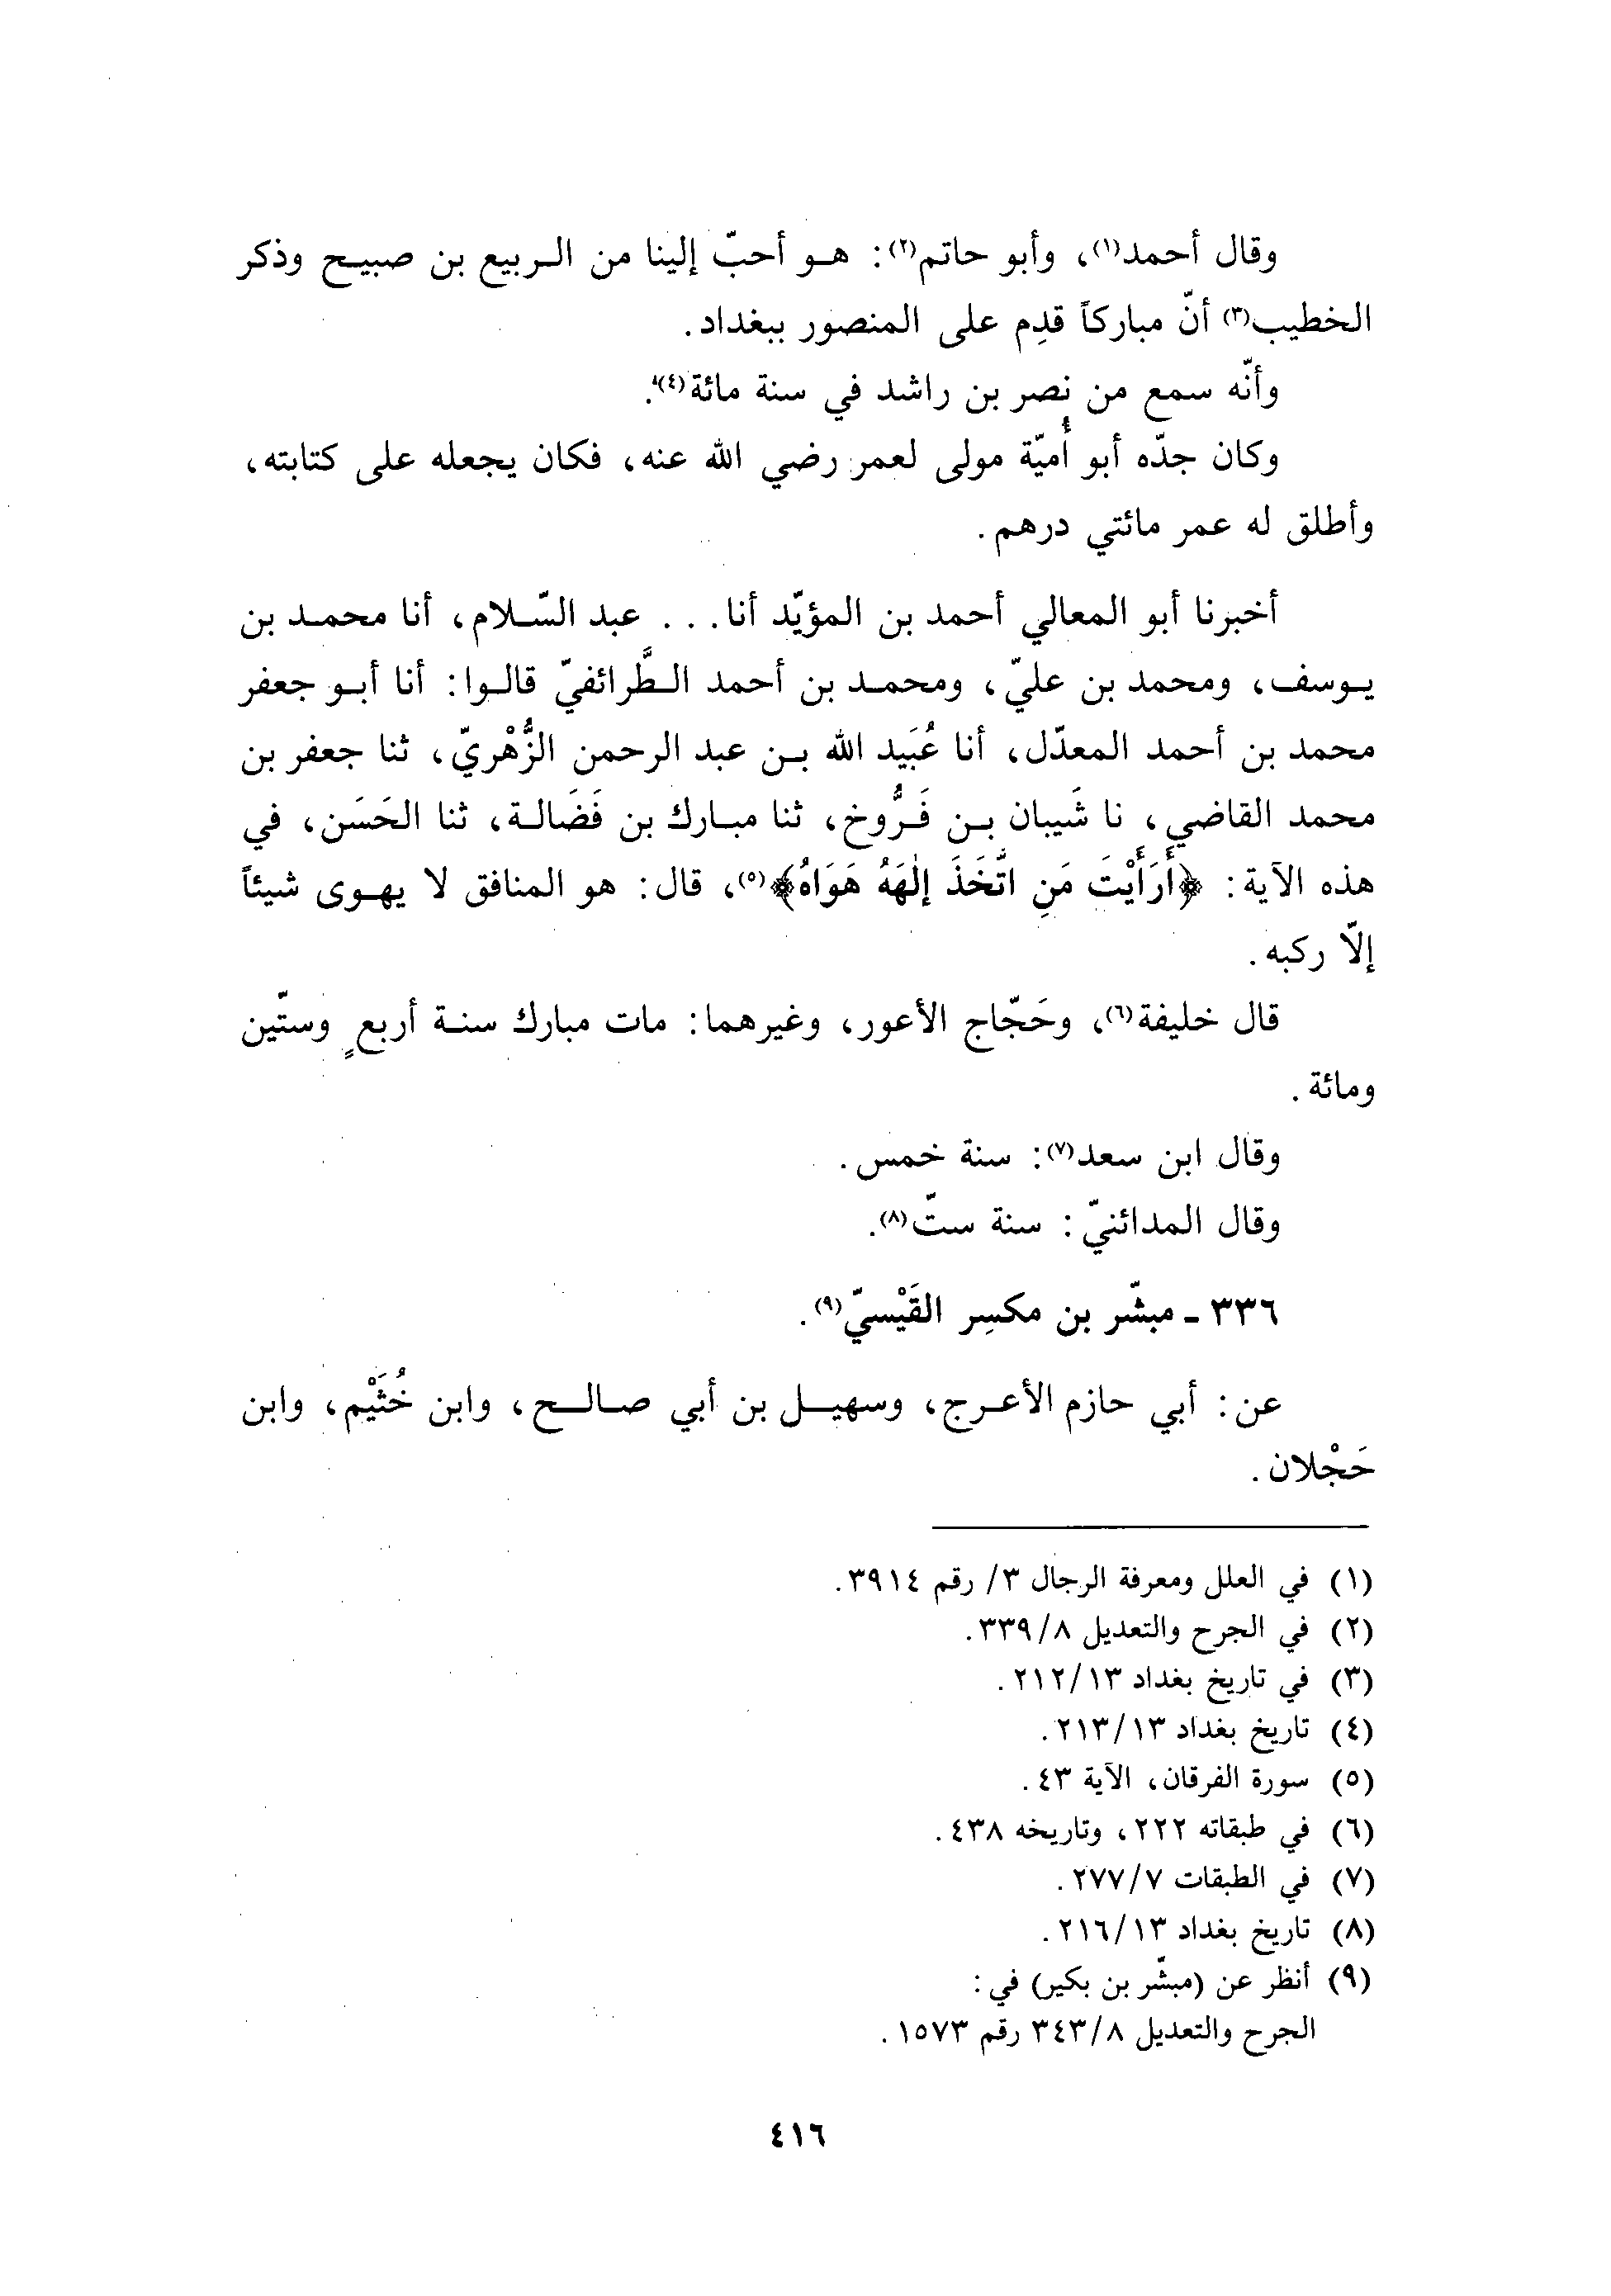 وقال أحمد(١)، وأبو حاتم(٢): هو أحبّ إلينا من الربيع بن صبيح وذكر
الخطيب(٣) أنّ مباركاً قدِم على المنصور ببغداد.
وأنّه سمع من نصر بن راشد في سنة مائة(٤).
وكان جدّه أبو أُميّة مولى لعمر رضي الله عنه، فكان يجعله على كتابته،
وأطلق له عمر مائتي درهم.
أخبرنا أبو المعالي أحمد بن المؤيّد أنا... عبد السّلام، أنا محمد بن
يوسف، ومحمد بن عليّ، ومحمد بن أحمد الطَّرائفيّ قالوا: أنا أبو جعفر
محمد بن أحمد المعدّل، أنا عُبَيد الله بن عبد الرحمن الزُّهْريّ، ثنا جعفر بن
محمد القاضي، نا شَيبان بن فَرُّوخ، ثنا مبارك بن فَضَالة، ثنا الحَسَن، في
هذه الآية: ﴿أَرَأَيْتَ مَنِ اتَّخَذَ إِلٰهَهُ هَوَاهُ﴾(٥)، قال: هو المنافق لا يهوى شيئاً
إلّا ركبه.
قال خليفة(٦)، وحَجّاج الأعور، وغيرهما: مات مبارك سنة أربعٍ وستّين
ومائة.
وقال ابن سعد(٧): سنة خمس.
وقال المدائنيّ: سنة ستّ(٨).
٣٣٦ ـ مبشّر بن مكسِر القَيْسيّ(٩).
عن: أبي حازم الأعرج، وسهيل بن أبي صالح، وابن خُثَيْم، وابن
حَجْلان.
(١) في العلل ومعرفة الرجال ٣/ رقم ٣٩١٤.
(٢) في الجرح والتعديل ٣٣٩/٨.
(٣) في تاريخ بغداد ٢١٢/١٣.
(٤) تاريخ بغداد ٢١٣/١٣.
(٥) سورة الفرقان، الآية ٤٣.
(٦) في طبقاته ٢٢٢، وتاريخه ٤٣٨.
(٧) في الطبقات ٢٧٧/٧.
(٨) تاريخ بغداد ٢١٦/١٣.
(٩) أنظر عن (مبشّر بن بكير) في:
الجرح والتعديل ٣٤٣/٨ رقم ١٥٧٣.
٤١٦